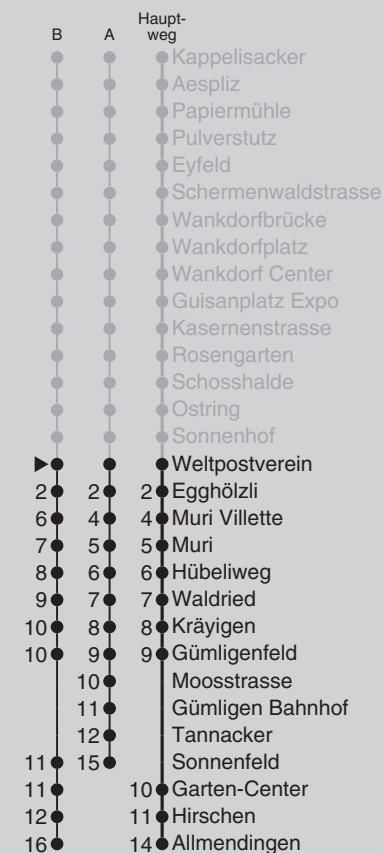 Haupt-
B A weg
Kappelisacker
Aespliz
Papiermühle
Pulverstutz
Eyfeld
Schermenwaldstrasse
Wankdorfbrücke
Wankdorfplatz
Wankdorf Center
Guisanplatz Expo
Kasernenstrasse
Rosengarten
Schosshalde
Ostring
Sonnenhof
Weltpostverein
2 2 2 Egghölzli
6 4 4 Muri Villette
7 5 5 Muri
8 6 6 Hübeliweg
9 7 7 Waldried
10 8 8 Kräyigen
10 9 9 Gümligenfeld
10 Moosstrasse
11 Gümligen Bahnhof
12 Tannacker
11 15 Sonnenfeld
11 10 Garten-Center
12 11 Hirschen
16 14 Allmendingen